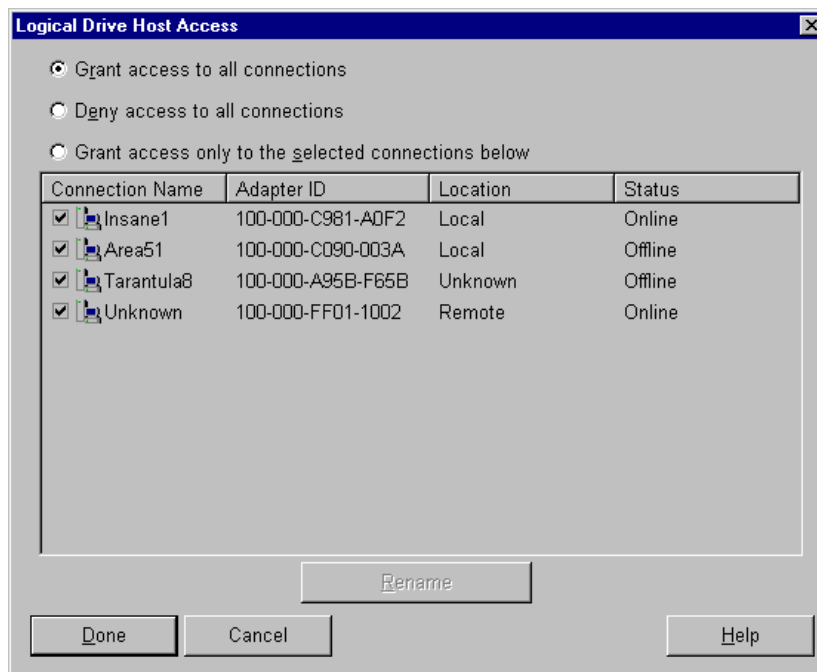 Logical Drive Host Access
Grant access to all connections
Deny access to all connections
Grant access only to the selected connections below
Connection Name Adapter ID Location Status
Insane1 100-000-C981-A0F2 Local Online
Area51 100-000-C090-003A Local Offline
Tarantula8 100-000-A95B-F65B Unknown Offline
Unknown 100-000-FF01-1002 Remote Online
Rename
Done Cancel Help